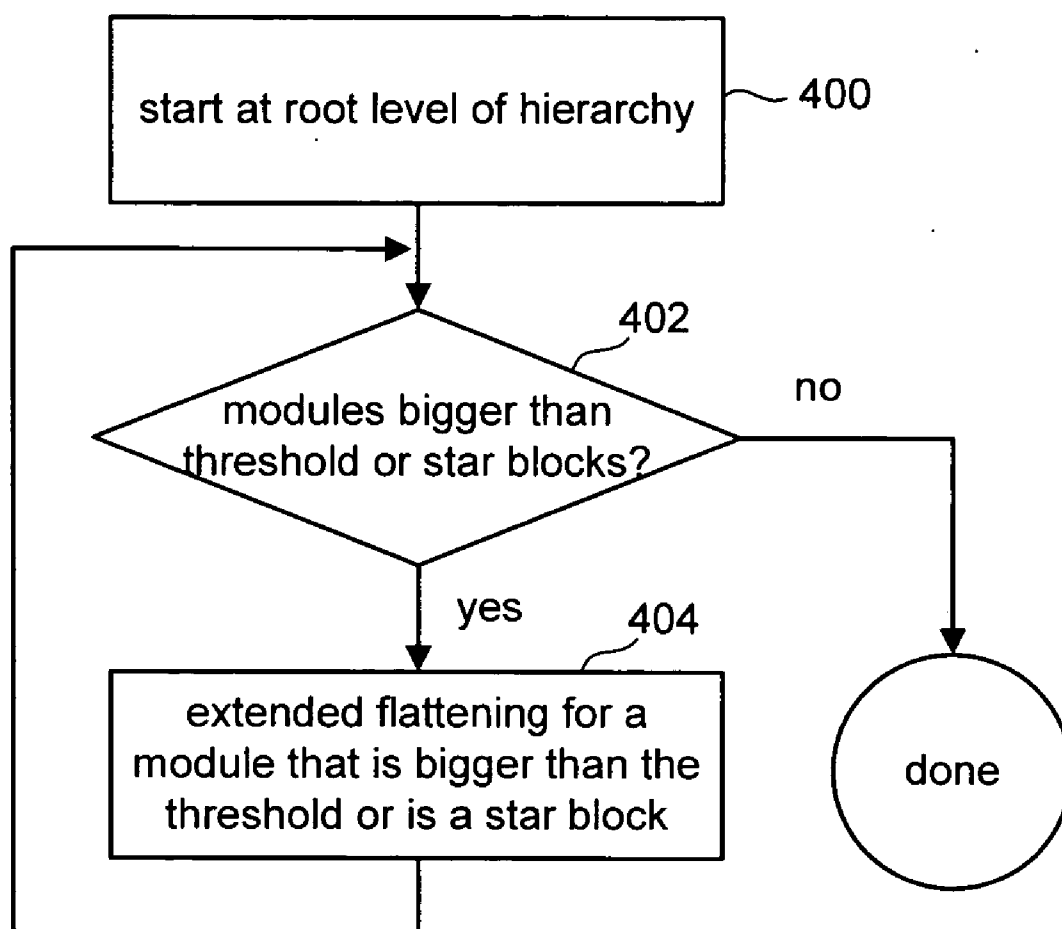 start at root level of hierarchy
400
402
modules bigger than
threshold or star blocks?
no
yes
404
extended flattening for a
module that is bigger than the
threshold or is a star block
done